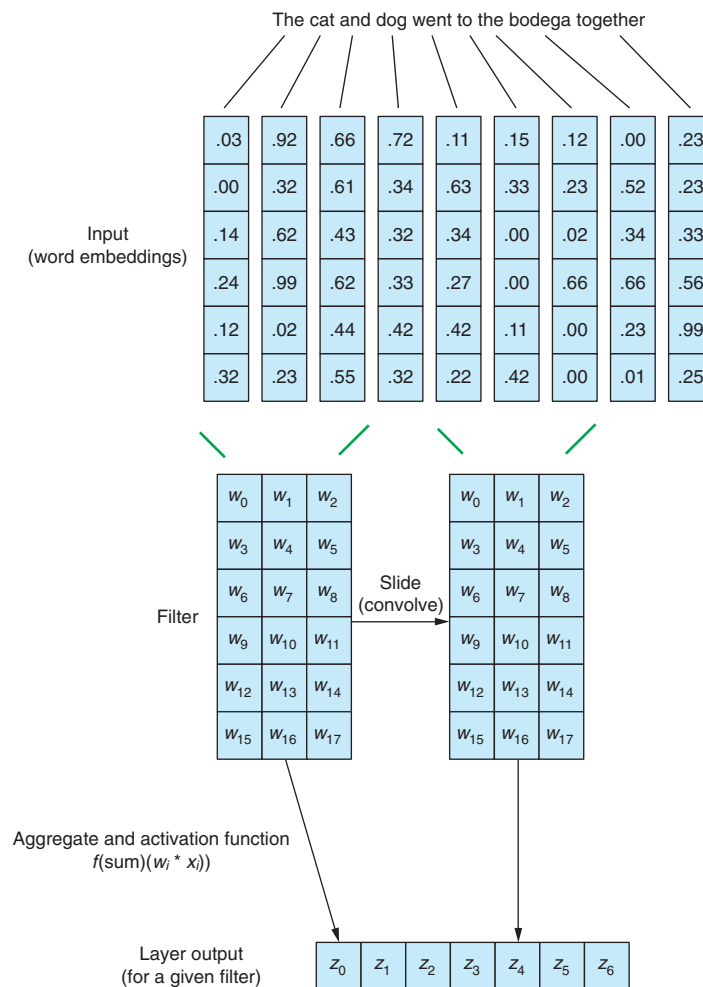 The cat and dog went to the bodega together
.03 .92 .66 .72 .11 .15 .12 .00 .23
.00 .32 .61 .34 .63 .33 .23 .52 .23
Input
(word embeddings)
.14 .62 .43 .32 .34 .00 .02 .34 .33
.24 .99 .62 .33 .27 .00 .66 .66 .56
.12 .02 .44 .42 .42 .11 .00 .23 .99
.32 .23 .55 .32 .22 .42 .00 .01 .25
w₀ w₁ w₂ w₀ w₁ w₂
w₃ w₄ w₅ w₃ w₄ w₅
Slide
(convolve)
w₆ w₇ w₈ w₆ w₇ w₈
Filter
w₉ w₁₀ w₁₁ w₉ w₁₀ w₁₁
w₁₂ w₁₃ w₁₄ w₁₂ w₁₃ w₁₄
w₁₅ w₁₆ w₁₇ w₁₅ w₁₆ w₁₇
Aggregate and activation function
f(sum)(wᵢ * xᵢ))
Layer output
(for a given filter)
z₀ z₁ z₂ z₃ z₄ z₅ z₆